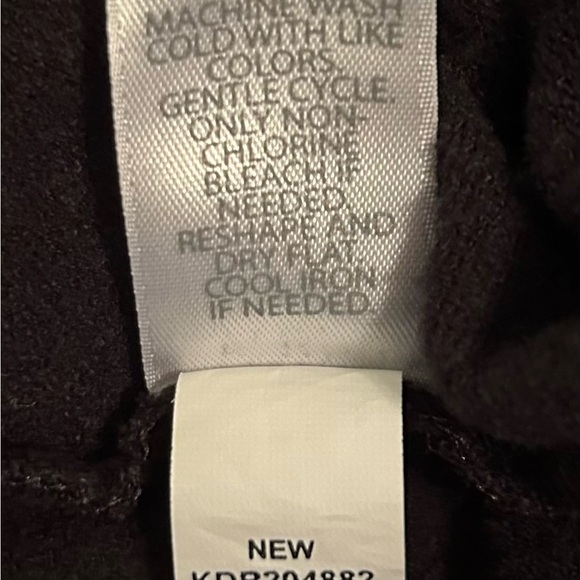 MACHINE WASH
COLD WITH LIKE
COLORS.
GENTLE CYCLE.
ONLY NON-
CHLORINE
BLEACH IF
NEEDED.
RESHAPE AND
DRY FLAT
COOL IRON
IF NEEDED
NEW
KDR204882